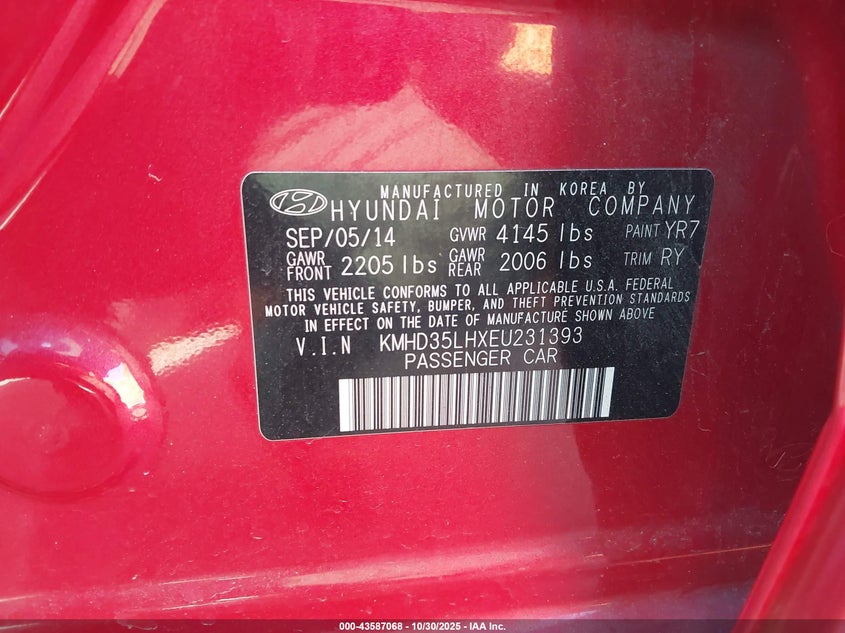 MANUFACTURED IN KOREA BY
HYUNDAI MOTOR COMPANY
SEP/05/14 GVWR 4145 lbs PAINT YR7
GAWR FRONT 2205 lbs GAWR REAR 2006 lbs TRIM RY
THIS VEHICLE CONFORMS TO ALL APPLICABLE U.S.A. FEDERAL
MOTOR VEHICLE SAFETY, BUMPER, AND THEFT PREVENTION STANDARDS
IN EFFECT ON THE DATE OF MANUFACTURE SHOWN ABOVE
V.I.N KMHD35LHXEU231393
PASSENGER CAR
000-43587068 | 10/30/2025 | IAA Inc.